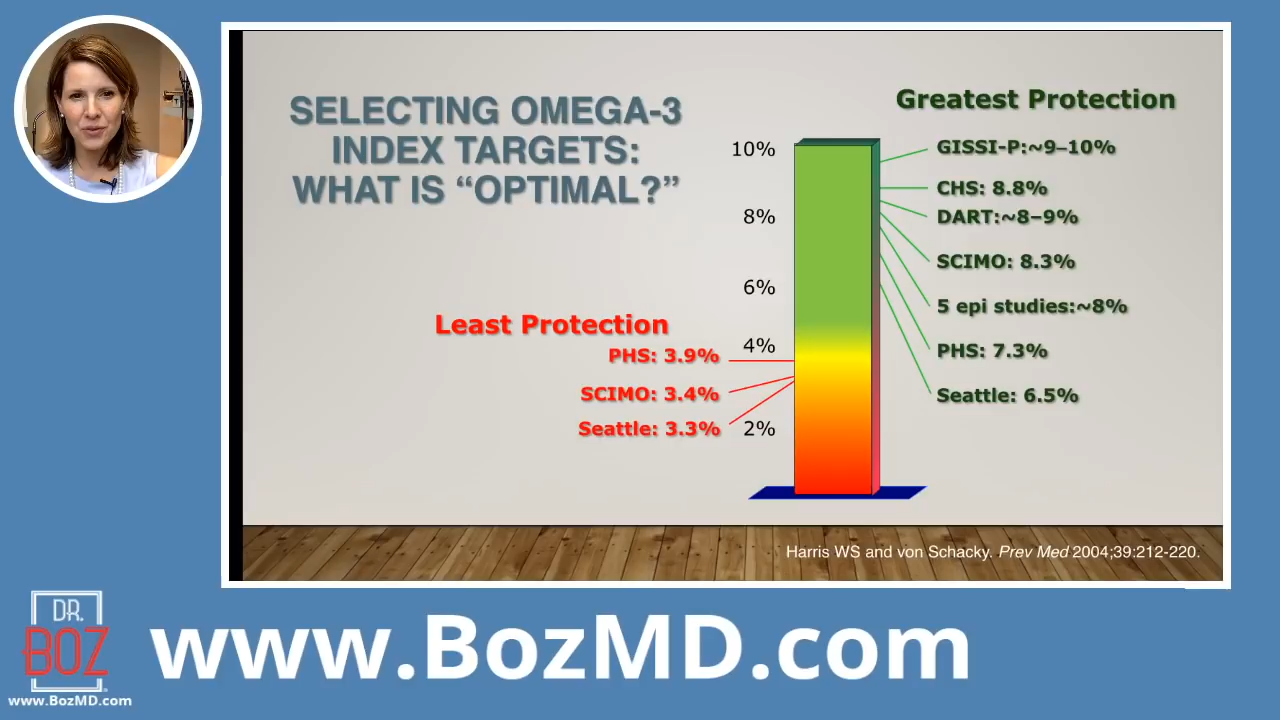 SELECTING OMEGA-3
INDEX TARGETS:
WHAT IS “OPTIMAL?”
Greatest Protection
10%
8%
6%
4%
2%
GISSI-P:~9–10%
CHS: 8.8%
DART:~8–9%
SCIMO: 8.3%
5 epi studies:~8%
PHS: 7.3%
Seattle: 6.5%
Least Protection
PHS: 3.9%
SCIMO: 3.4%
Seattle: 3.3%
Harris WS and von Schacky. Prev Med 2004;39:212-220.
DR.
BOZ
www.BozMD.com
www.BozMD.com